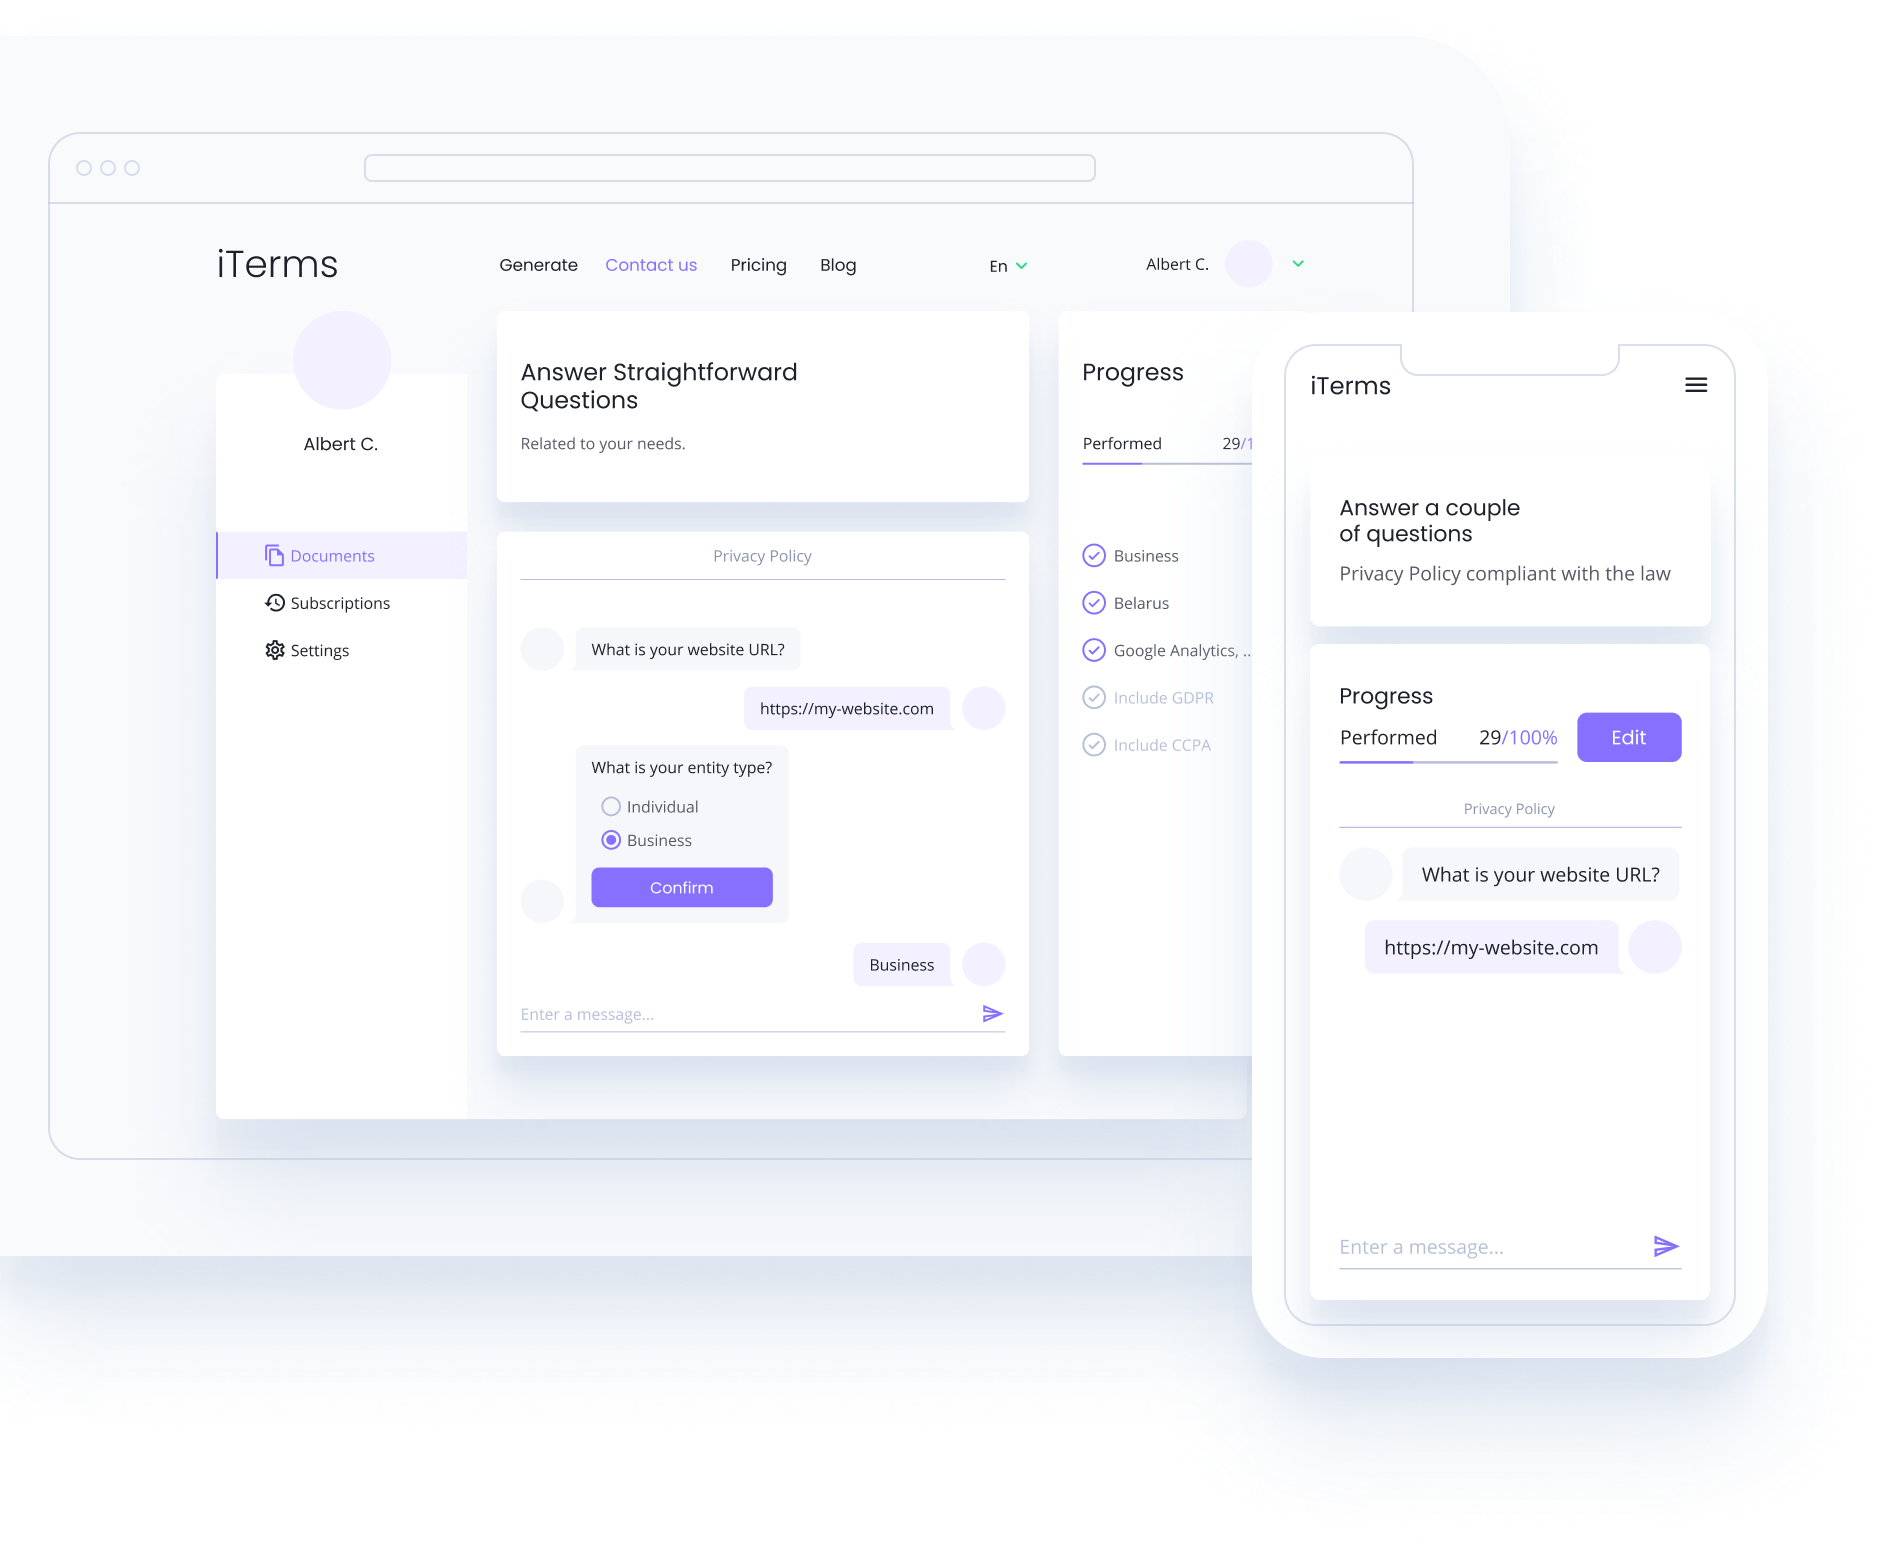 iTerms
Generate
Contact us
Pricing
Blog
En
Albert C.
Albert C.
Documents
Subscriptions
Settings
Answer Straightforward
Questions
Related to your needs.
Privacy Policy
What is your website URL?
https://my-website.com
What is your entity type?
Individual
Business
Confirm
Business
Enter a message...
Progress
Performed 29/1
Business
Belarus
Google Analytics, ..
Include GDPR
Include CCPA
iTerms
Answer a couple
of questions
Privacy Policy compliant with the law
Progress
Performed 29/100%
Edit
Privacy Policy
What is your website URL?
https://my-website.com
Enter a message...